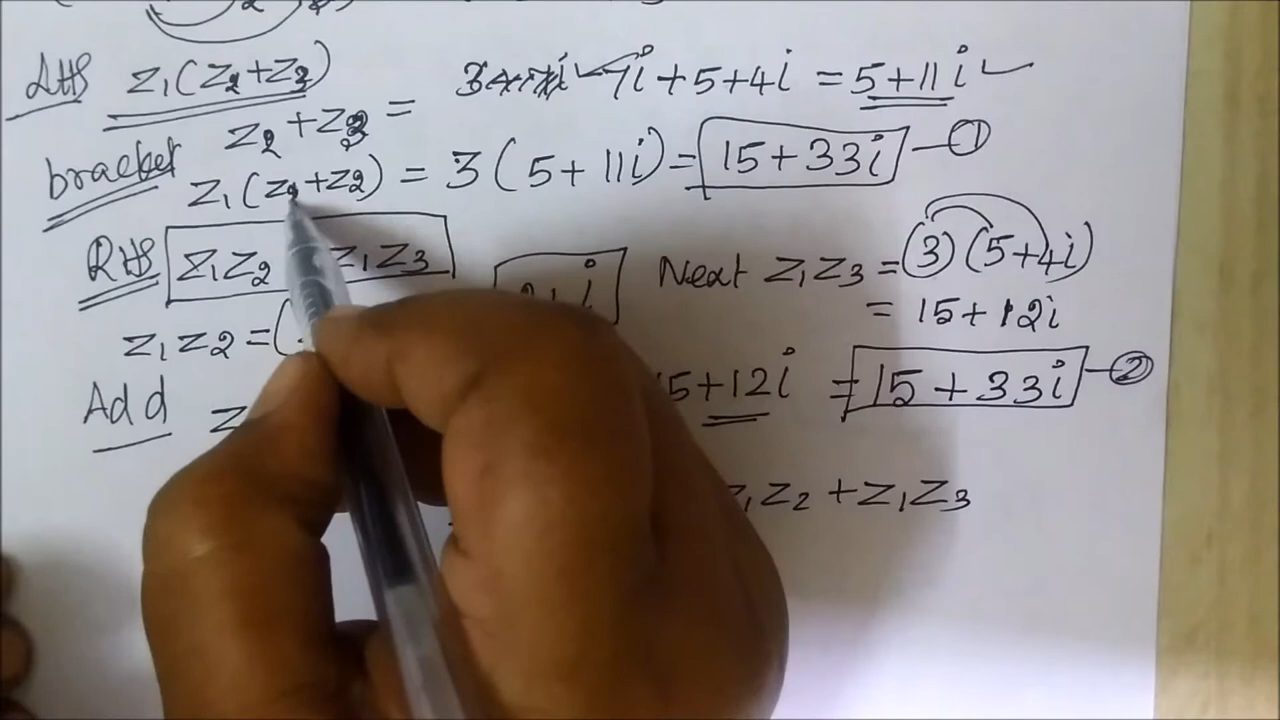 LHS z₁(z₂+z₃)
z₂+z₃ = 7i+5+4i = 5+11i
bracket
z₁(z₂+z₂) = 3(5+11i) = 15+33i — ①
RHS z₁z₂ z₁z₃
Next z₁z₃ = (3)(5+4i)
= 15+12i
z₁z₂ = (
Add z
5+12i = 15+33i — ②
z₁z₂ + z₁z₃